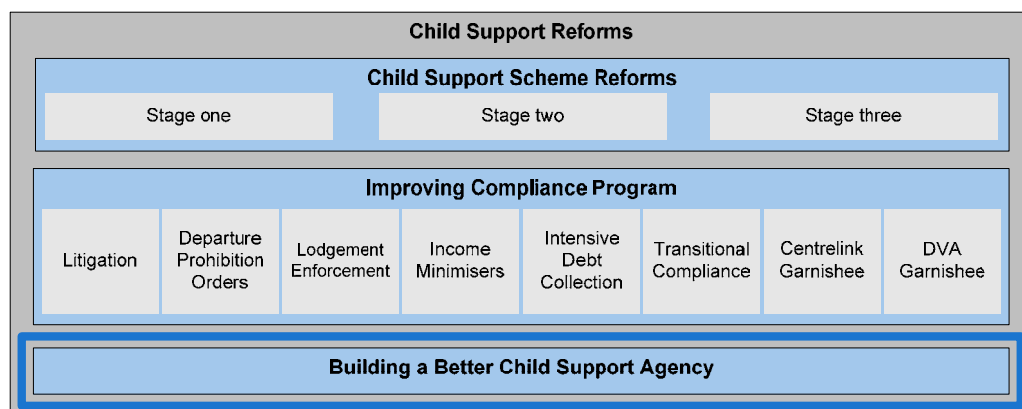 Child Support Reforms
Child Support Scheme Reforms
Stage one
Stage two
Stage three
Improving Compliance Program
Litigation
Departure
Prohibition
Orders
Lodgement
Enforcement
Income
Minimisers
Intensive
Debt
Collection
Transitional
Compliance
Centrelink
Garnishee
DVA
Garnishee
Building a Better Child Support Agency